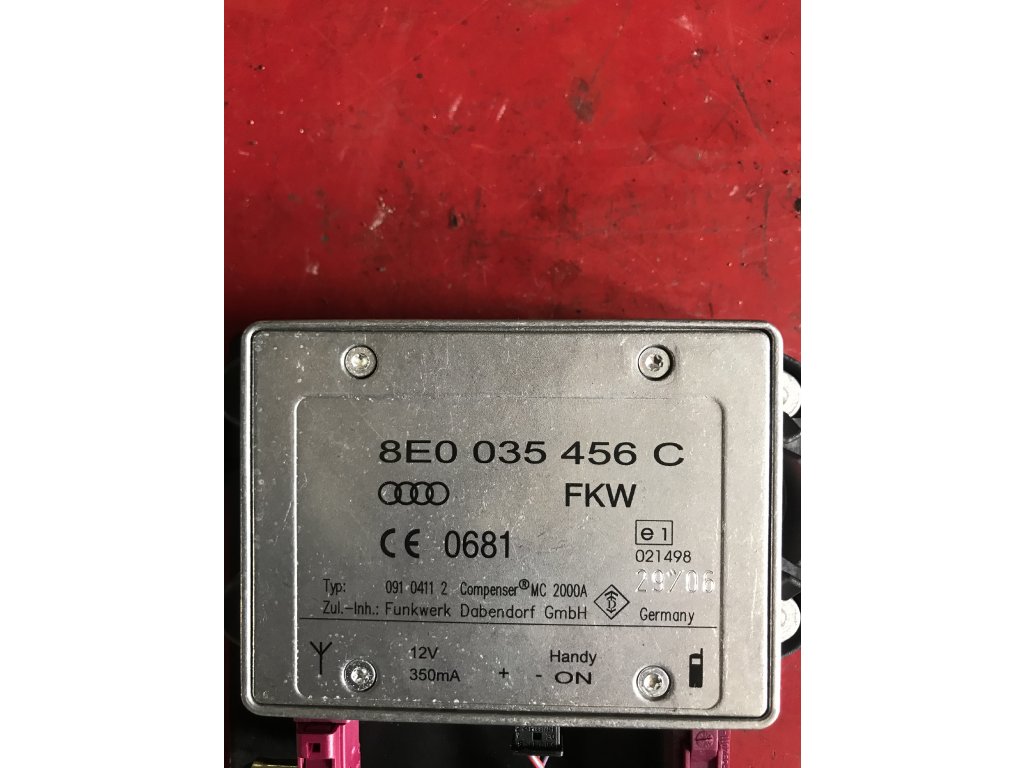 8E0 035 456 C
FKW
CE 0681
e1
021498
29/06
Typ: 091 0411 2 Compenser® MC 2000A
Zul.-Inh.: Funkwerk Dabendorf GmbH Germany
12V Handy
350mA + - ON